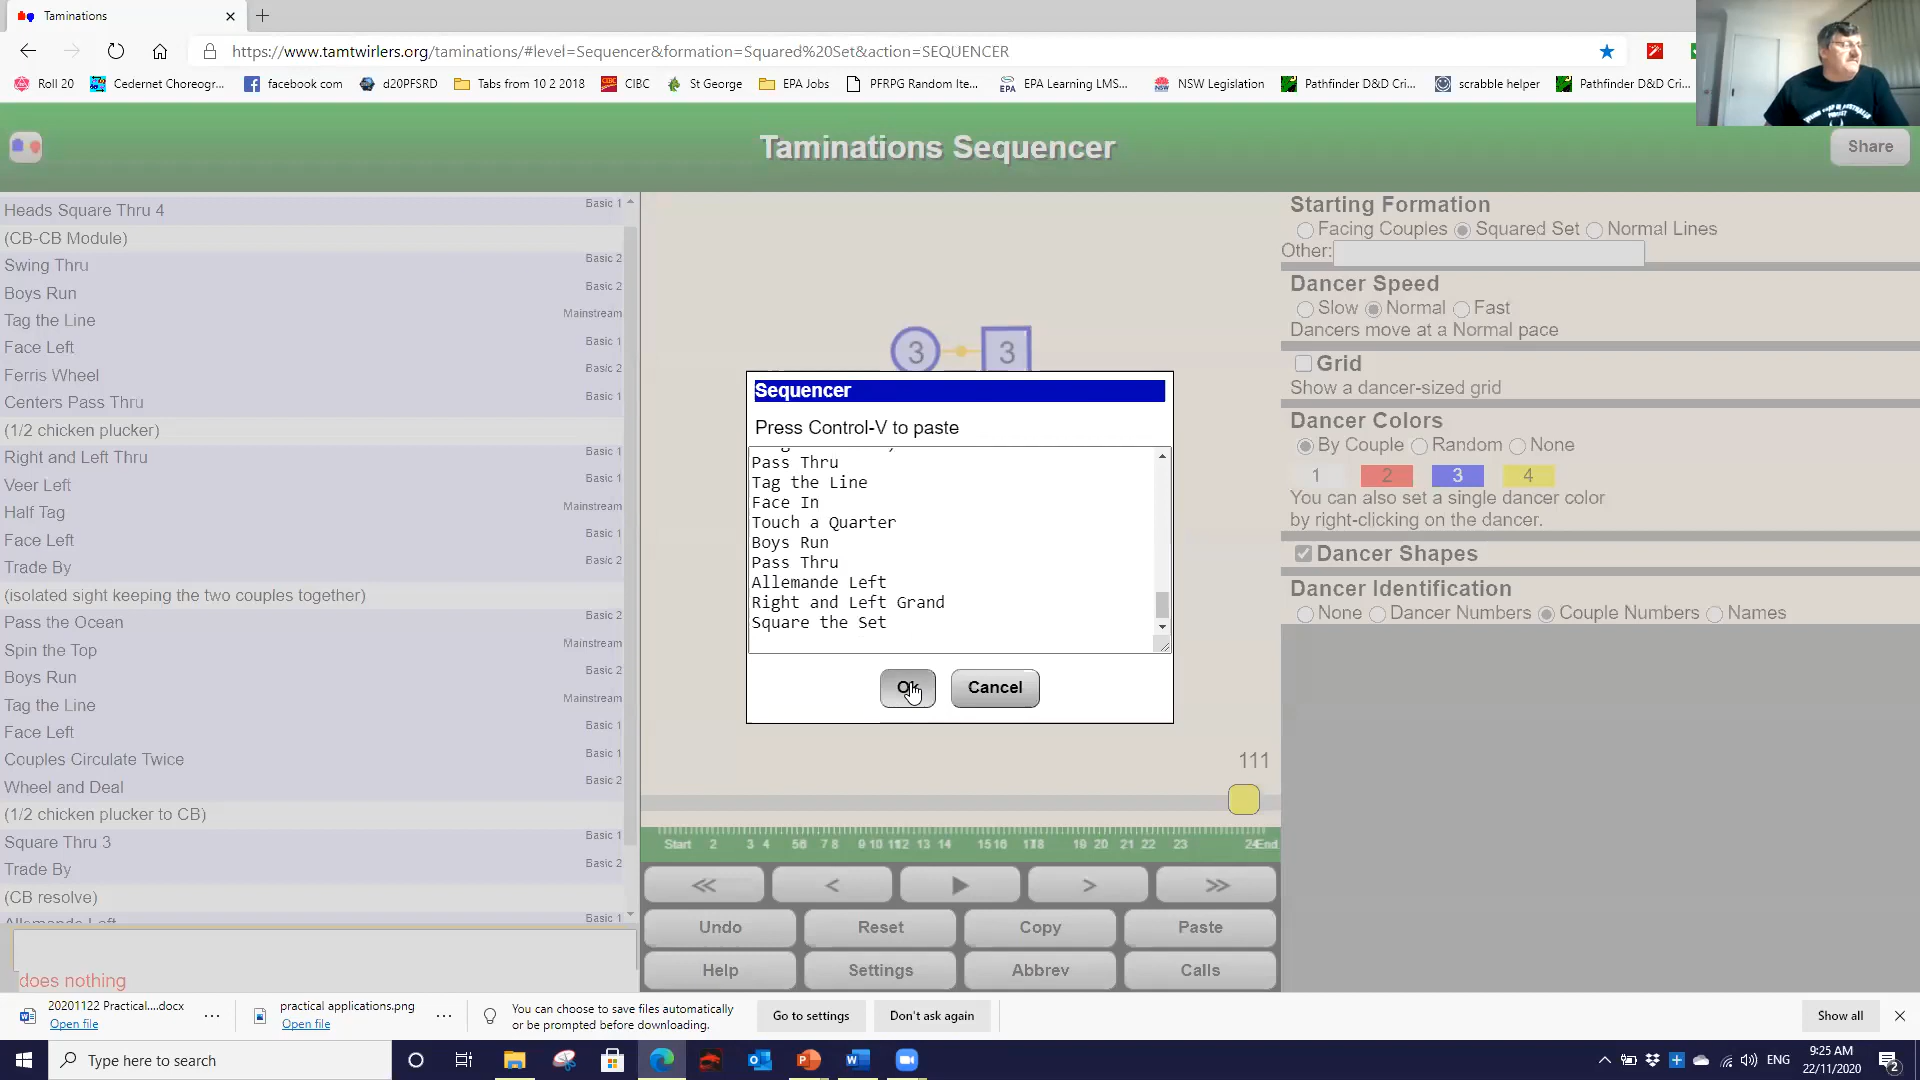 Taminations
https://www.tamtwirlers.org/taminations/#level=Sequencer&formation=Squared%20Set&action=SEQUENCER
Roll 20 Cedernet Choreogr... facebook com d20PFSRD Tabs from 10 2 2018 CIBC St George EPA Jobs PFRPG Random Ite... EPA Learning LMS... NSW Legislation Pathfinder D&D Cri... scrabble helper Pathfinder D&D Cri...
Taminations Sequencer
Share
Heads Square Thru 4 Basic 1
(CB-CB Module)
Swing Thru Basic 2
Boys Run Basic 2
Tag the Line Mainstream
Face Left Basic 1
Ferris Wheel Basic 2
Centers Pass Thru Basic 1
(1/2 chicken plucker)
Right and Left Thru Basic 1
Veer Left Basic 1
Half Tag Mainstream
Face Left Basic 1
Trade By Basic 2
(isolated sight keeping the two couples together)
Pass the Ocean Basic 2
Spin the Top Mainstream
Boys Run Basic 2
Tag the Line Mainstream
Face Left Basic 1
Couples Circulate Twice Basic 1
Wheel and Deal Basic 2
(1/2 chicken plucker to CB)
Square Thru 3 Basic 1
Trade By Basic 2
(CB resolve)
Allemande Left Basic 1
does nothing
3 3
Sequencer
Press Control-V to paste
Pass Thru
Tag the Line
Face In
Touch a Quarter
Boys Run
Pass Thru
Allemande Left
Right and Left Grand
Square the Set
Ok Cancel
111
Start 2 3 4 5 6 7 8 9 10 11 12 13 14 15 16 17 18 19 20 21 22 23 24 End
<< < > >>
Undo Reset Copy Paste
Help Settings Abbrev Calls
Starting Formation
Facing Couples Squared Set Normal Lines
Other:
Dancer Speed
Slow Normal Fast
Dancers move at a Normal pace
Grid
Show a dancer-sized grid
Dancer Colors
By Couple Random None
1 2 3 4
You can also set a single dancer color
by right-clicking on the dancer.
Dancer Shapes
Dancer Identification
None Dancer Numbers Couple Numbers Names
20201122 Practical....docx
Open file
practical applications.png
Open file
You can choose to save files automatically
or be prompted before downloading.
Go to settings Don't ask again
Show all
Type here to search
ENG
9:25 AM
22/11/2020
2